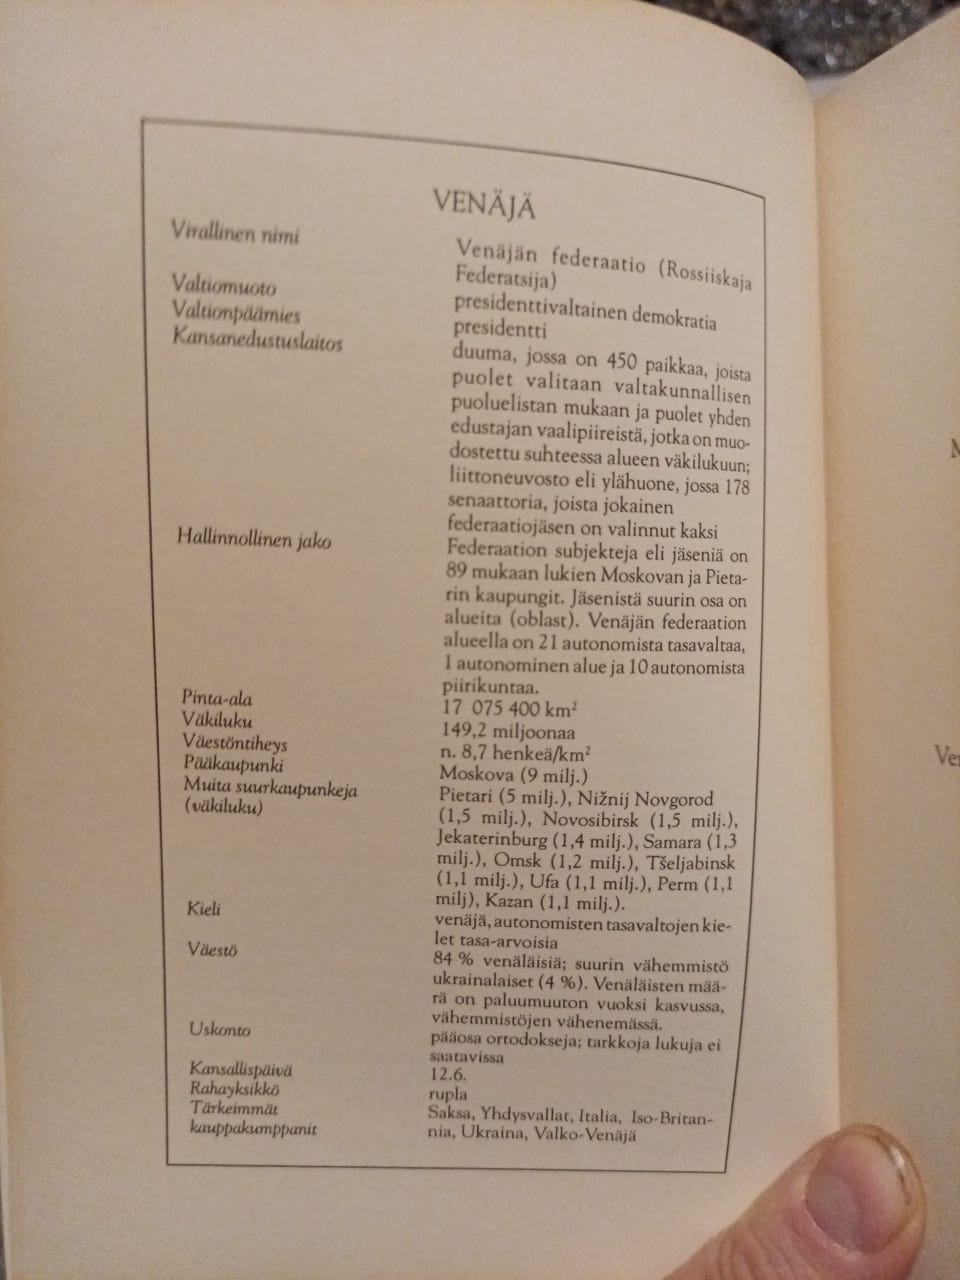 VENÄJÄ
Virallinen nimi
Venäjän federaatio (Rossiiskaja
Federatsija)
Valtiomuoto
presidenttivaltainen demokratia
Valtionpäämies
presidentti
Kansanedustuslaitos
duuma, jossa on 450 paikkaa, joista
puolet valitaan valtakunnallisen
puoluelistan mukaan ja puolet yhden
edustajan vaalipiireistä, jotka on muo-
dostettu suhteessa alueen väkilukuun;
liittoneuvosto eli ylähuone, jossa 178
senaattoria, joista jokainen
federaatiojäsen on valinnut kaksi
Hallinnollinen jako
Federaation subjekteja eli jäseniä on
89 mukaan lukien Moskovan ja Pieta-
rin kaupungit. Jäsenistä suurin osa on
alueita (oblast). Venäjän federaation
alueella on 21 autonomista tasavaltaa,
1 autonominen alue ja 10 autonomista
piirikuntaa.
Pinta-ala
17 075 400 km²
Väkiluku
149,2 miljoonaa
Väestöntiheys
n. 8,7 henkeä/km²
Pääkaupunki
Moskova (9 milj.)
Muita suurkaupunkeja
(väkiluku)
Pietari (5 milj.), Nižnij Novgorod
(1,5 milj.), Novosibirsk (1,5 milj.),
Jekaterinburg (1,4 milj.), Samara (1,3
milj.), Omsk (1,2 milj.), Tšeljabinsk
(1,1 milj.), Ufa (1,1 milj.), Perm (1,1
milj), Kazan (1,1 milj.).
Kieli
venäjä, autonomisten tasavaltojen kie-
let tasa-arvoisia
Väestö
84 % venäläisiä; suurin vähemmistö
ukrainalaiset (4 %). Venäläisten mää-
rä on paluumuuton vuoksi kasvussa,
vähemmistöjen vähenemässä.
Uskonto
pääosa ortodokseja; tarkkoja lukuja ei
saatavissa
Kansallispäivä
12.6.
Rahayksikkö
rupla
Tärkeimmät
kauppakumppanit
Saksa, Yhdysvallat, Italia, Iso-Britan-
nia, Ukraina, Valko-Venäjä